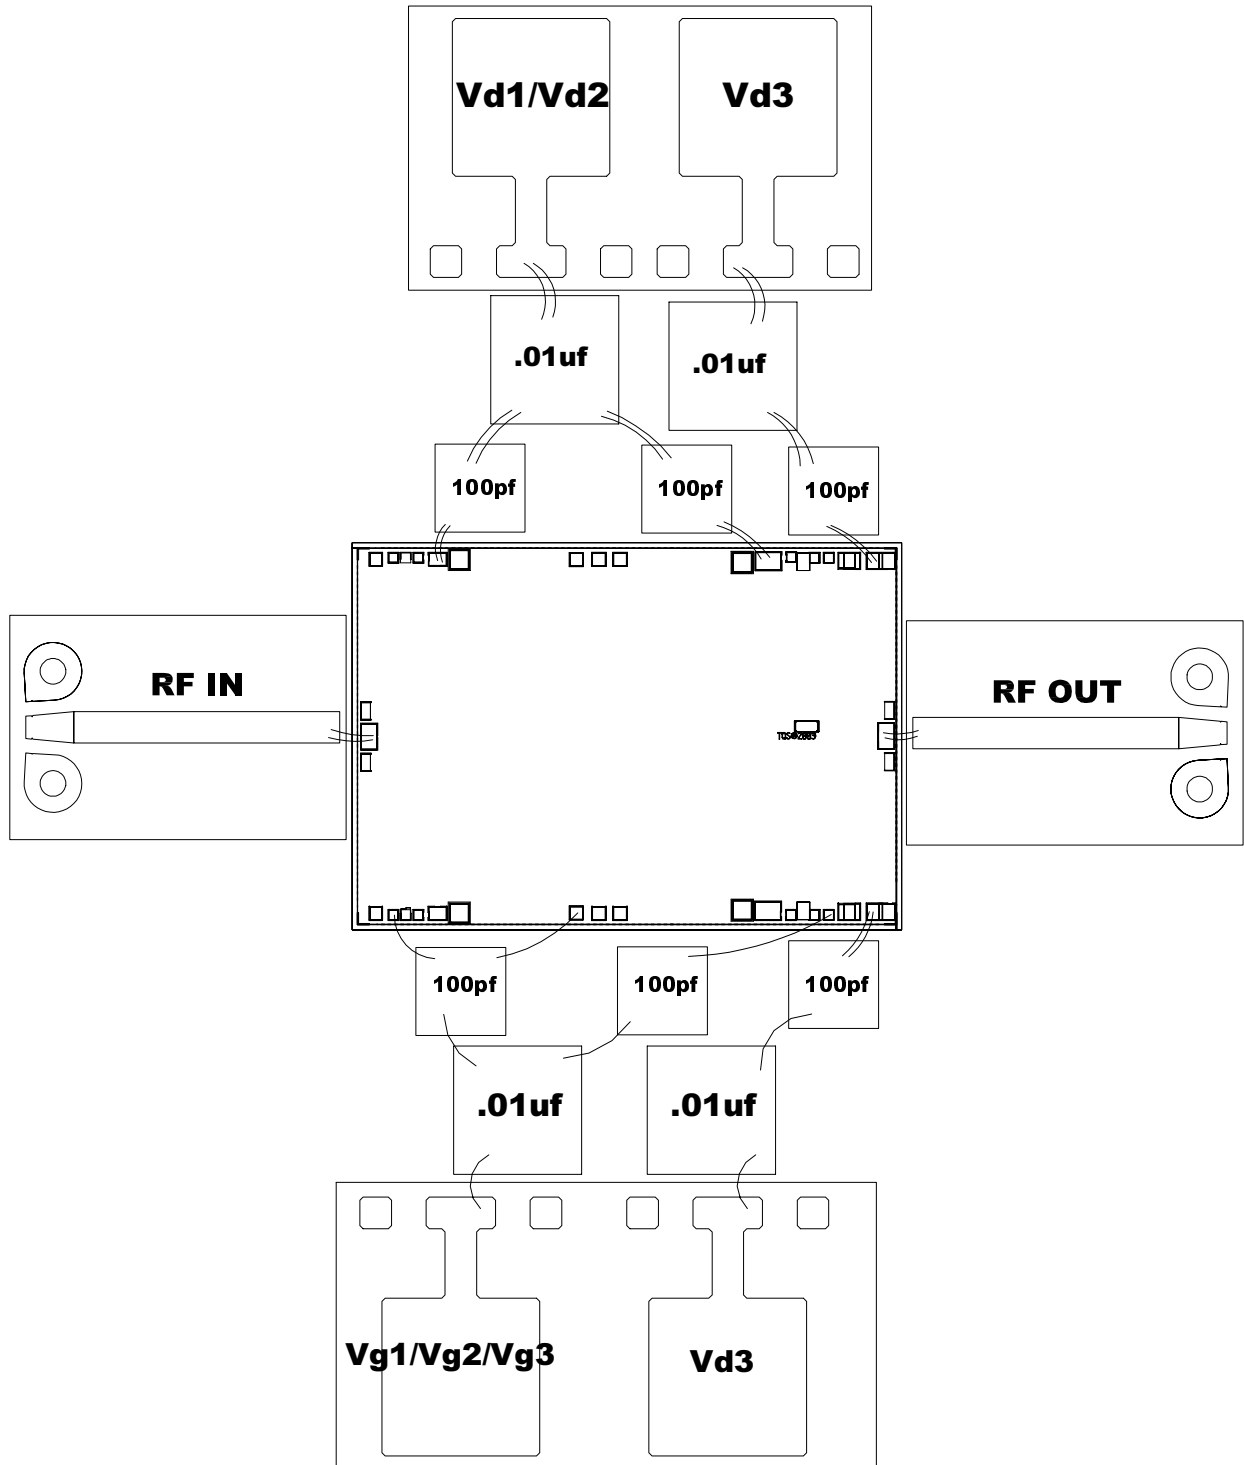 Vd1/Vd2 Vd3
.01uf .01uf
100pf 100pf 100pf
RF IN RF OUT
100pf 100pf 100pf
.01uf .01uf
Vg1/Vg2/Vg3 Vd3